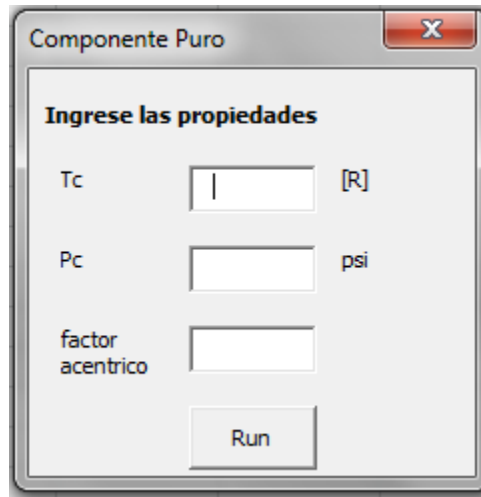 Componente Puro
X
Ingrese las propiedades
Tc [R]
Pc psi
factor
acentrico
Run